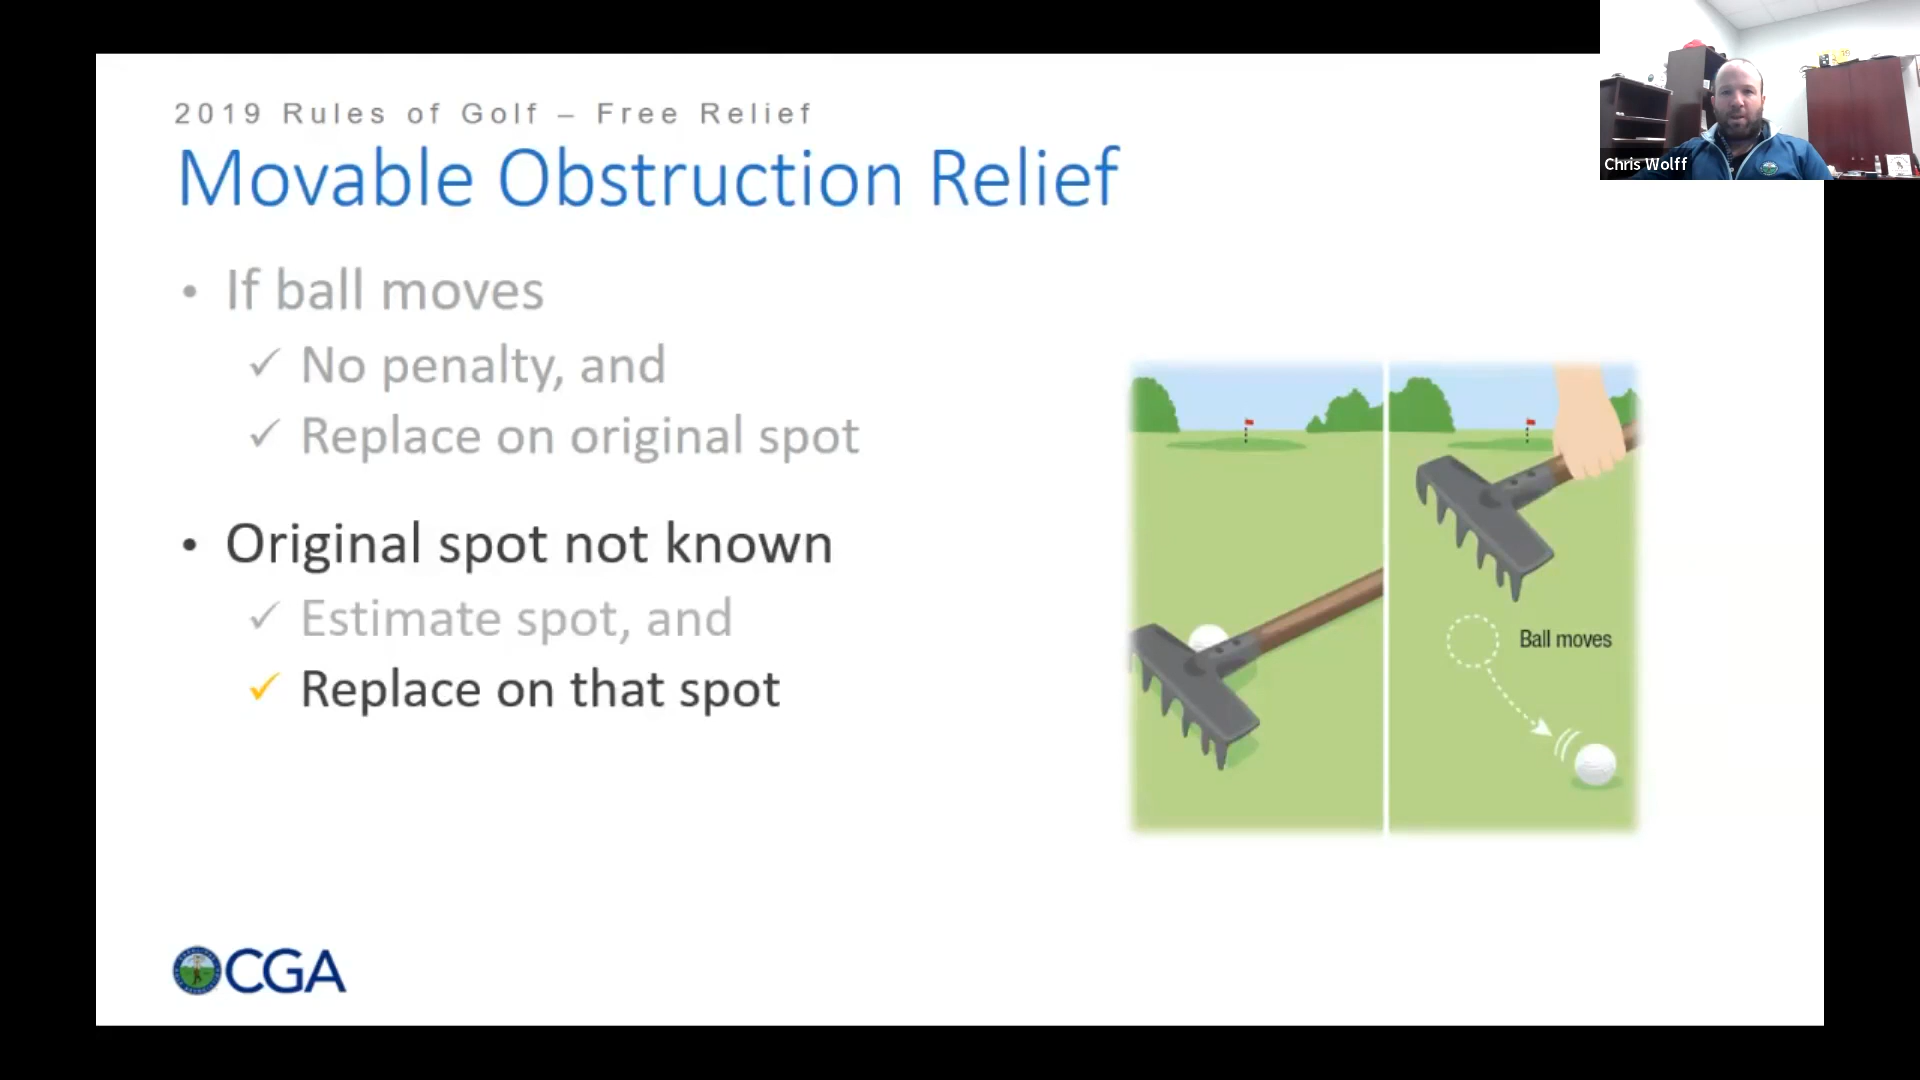 2019 Rules of Golf – Free Relief
Movable Obstruction Relief
• If ball moves
✓ No penalty, and
✓ Replace on original spot
• Original spot not known
✓ Estimate spot, and
✓ Replace on that spot
Ball moves
CGA
Chris Wolff